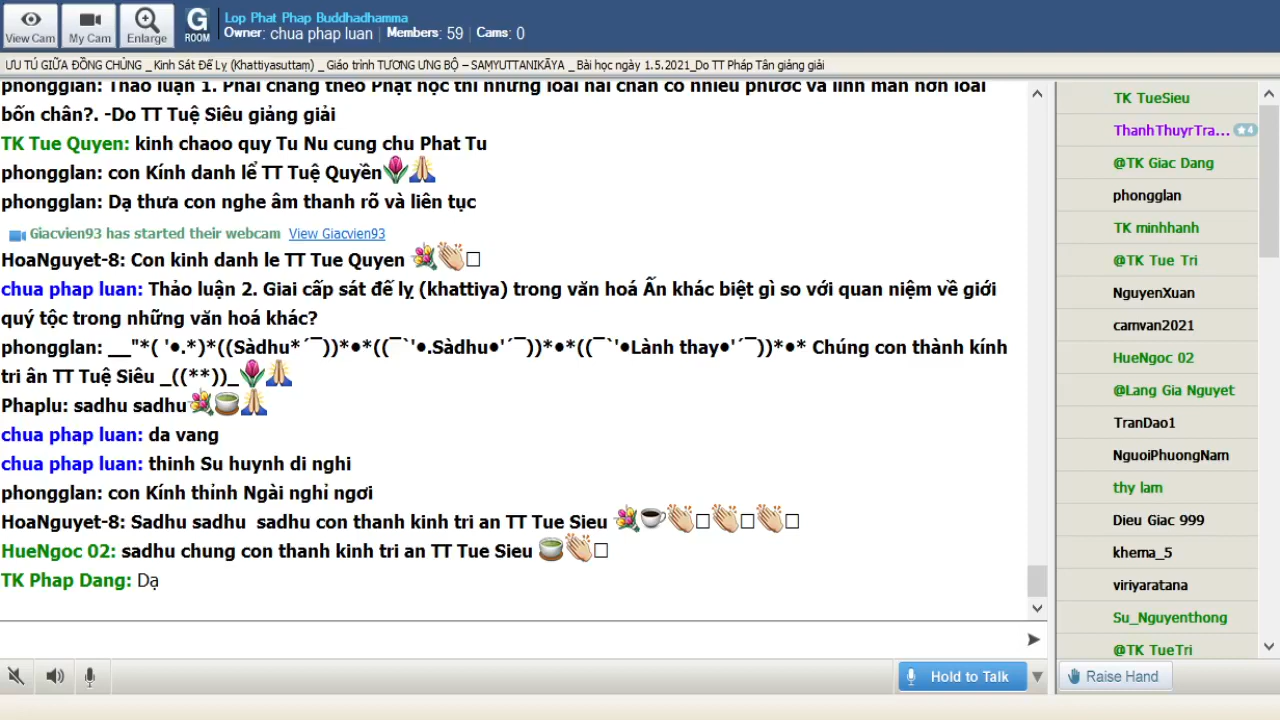 View Cam
My Cam
Enlarge
G
ROOM
Lop Phat Phap Buddhadhamma
Owner: chua phap luan | Members: 59 | Cams: 0
ƯU TÚ GIỮA ĐỒNG CHỦNG _ Kinh Sát Đế Lỵ (Khattiyasuttaṃ) _ Giáo trình TƯƠNG ƯNG BỘ – SAṂYUTTANIKĀYA _ Bài học ngày 1.5.2021_Do TT Pháp Tân giảng giải
phongglan: Thảo luận 1. Phải chăng theo Phật học thì những loài hai chân có nhiều phước và linh mẫn hơn loài
bốn chân?. -Do TT Tuệ Siêu giảng giải
TK Tue Quyen: kinh chaoo quy Tu Nu cung chu Phat Tu
phongglan: con Kính danh lể TT Tuệ Quyền🌷🙏
phongglan: Dạ thưa con nghe âm thanh rõ và liên tục
Giacvien93 has started their webcam View Giacvien93
HoaNguyet-8: Con kinh danh le TT Tue Quyen 💐👏□
chua phap luan: Thảo luận 2. Giai cấp sát đế lỵ (khattiya) trong văn hoá Ấn khác biệt gì so với quan niệm về giới
quý tộc trong những văn hoá khác?
phongglan: __"*( '•.*)*((Sàdhu*´¯))*•*((¯`'•.Sàdhu•'´¯))*•*((¯`'•Lành thay•'´¯))*•* Chúng con thành kính
tri ân TT Tuệ Siêu _((**))_🌷🙏
Phaplu: sadhu sadhu💐🍵🙏
chua phap luan: da vang
chua phap luan: thinh Su huynh di nghi
phongglan: con Kính thỉnh Ngài nghỉ ngơi
HoaNguyet-8: Sadhu sadhu  sadhu con thanh kinh tri an TT Tue Sieu 💐☕👏□👏□👏□
HueNgoc 02: sadhu chung con thanh kinh tri an TT Tue Sieu 🍵👏□
TK Phap Dang: Dạ
Hold to Talk
TK TueSieu
ThanhThuyrTra... ★4
@TK Giac Dang
phongglan
TK minhhanh
@TK Tue Tri
NguyenXuan
camvan2021
HueNgoc 02
@Lang Gia Nguyet
TranDao1
NguoiPhuongNam
thy lam
Dieu Giac 999
khema_5
viriyaratana
Su_Nguyenthong
@TK TueTri
Raise Hand